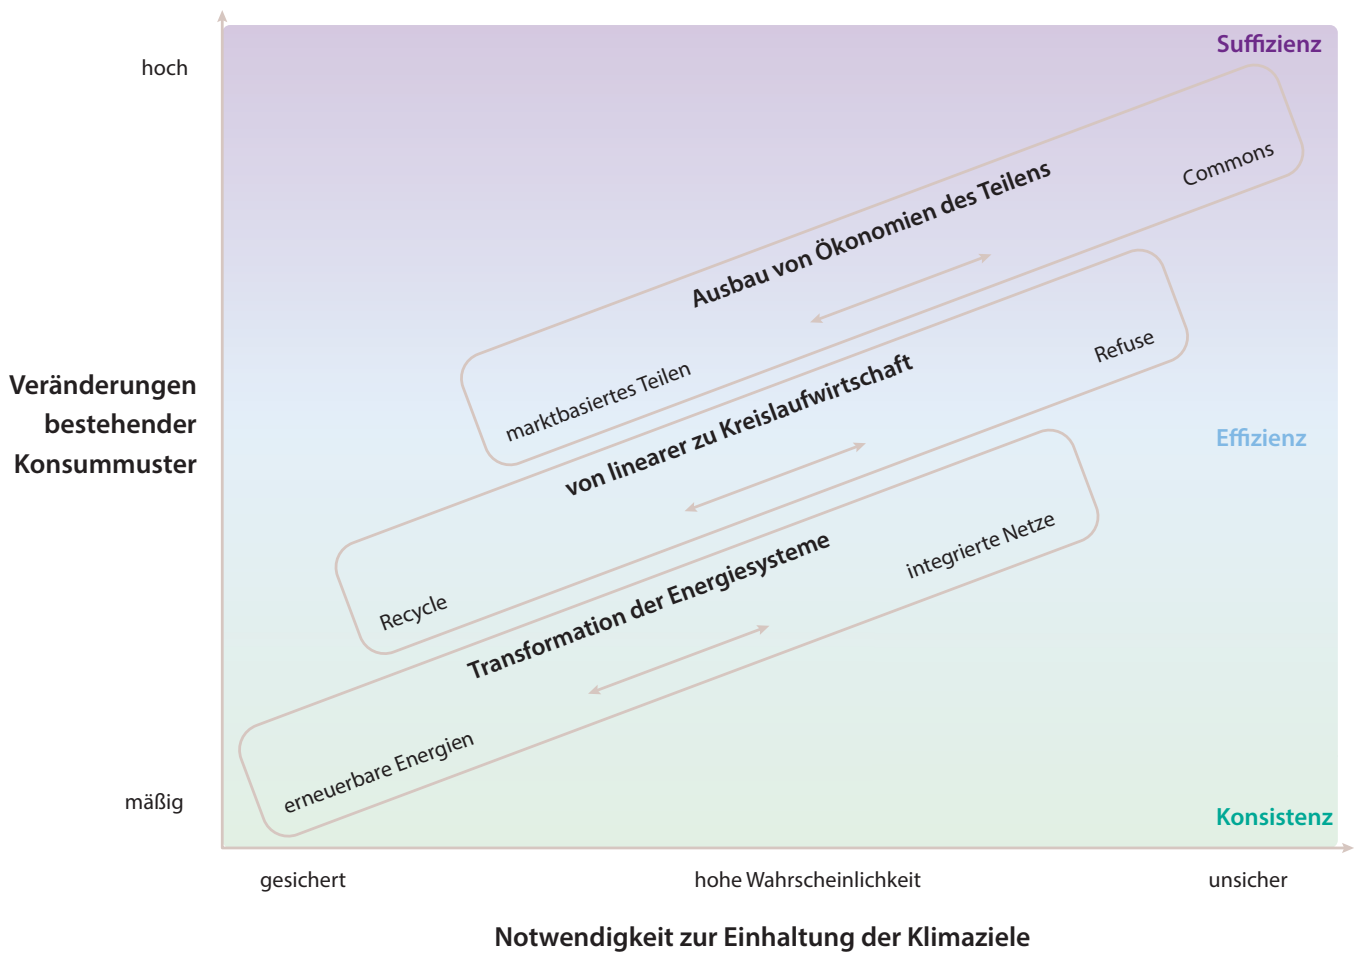 Suffizienz
hoch
Commons
Ausbau von Ökonomien des Teilens
marktbasiertes Teilen
Refuse
von linearer zu Kreislaufwirtschaft
Recycle
Veränderungen
bestehender
Konsummuster
Effizienz
integrierte Netze
Transformation der Energiesysteme
erneuerbare Energien
mäßig
Konsistenz
gesichert
hohe Wahrscheinlichkeit
unsicher
Notwendigkeit zur Einhaltung der Klimaziele